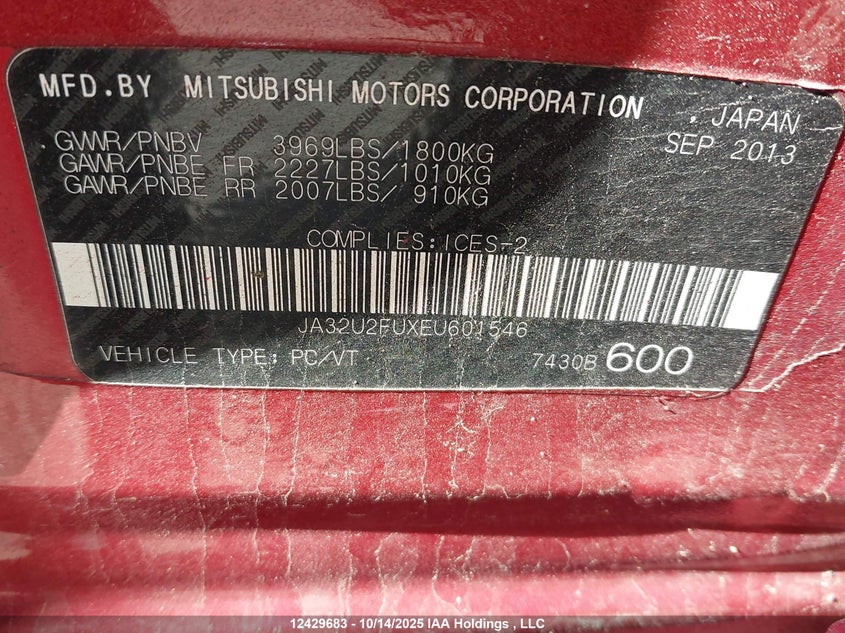 MFD.BY MITSUBISHI MOTORS CORPORATION . JAPAN
SEP 2013
GVWR/PNBV 3969LBS/1800KG
GAWR/PNBE FR 2227LBS/1010KG
GAWR/PNBE RR 2007LBS/ 910KG
COMPLIES:ICES-2
JA32U2FUXEU601546
VEHICLE TYPE: PC/VT 7430B 600
12429683 - 10/14/2025 IAA Holdings , LLC